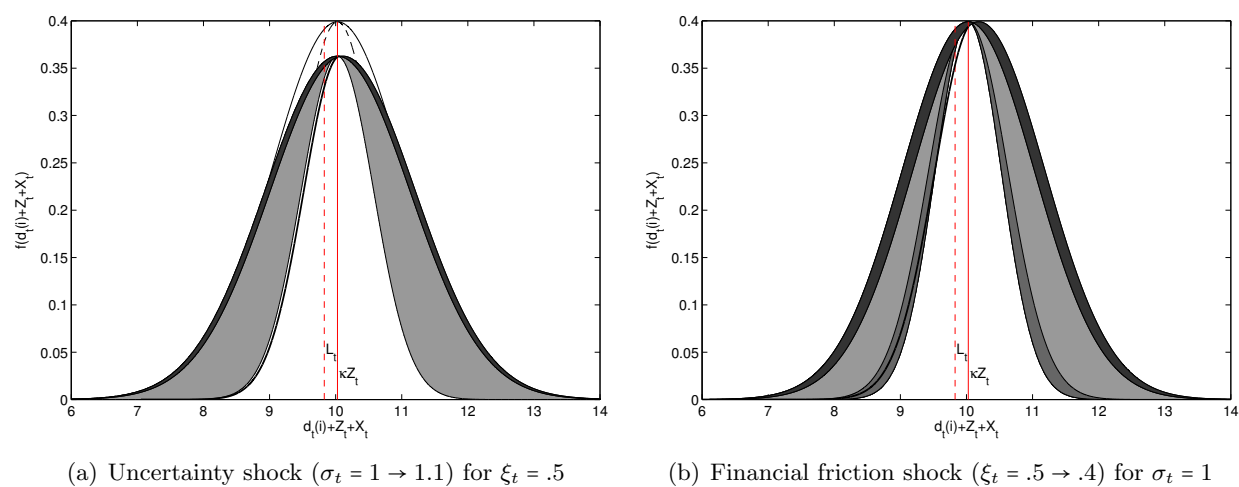 0.4
0.35
0.3
0.25
0.2
0.15
0.1
0.05
0
f(d_t(i)+Z_t+X_t)
L_t
κZ_t
6 7 8 9 10 11 12 13 14
d_t(i)+Z_t+X_t
(a) Uncertainty shock (σ_t = 1 → 1.1) for ξ_t = .5
0.4
0.35
0.3
0.25
0.2
0.15
0.1
0.05
0
f(d_t(i)+Z_t+X_t)
L_t
κZ_t
6 7 8 9 10 11 12 13 14
d_t(i)+Z_t+X_t
(b) Financial friction shock (ξ_t = .5 → .4) for σ_t = 1